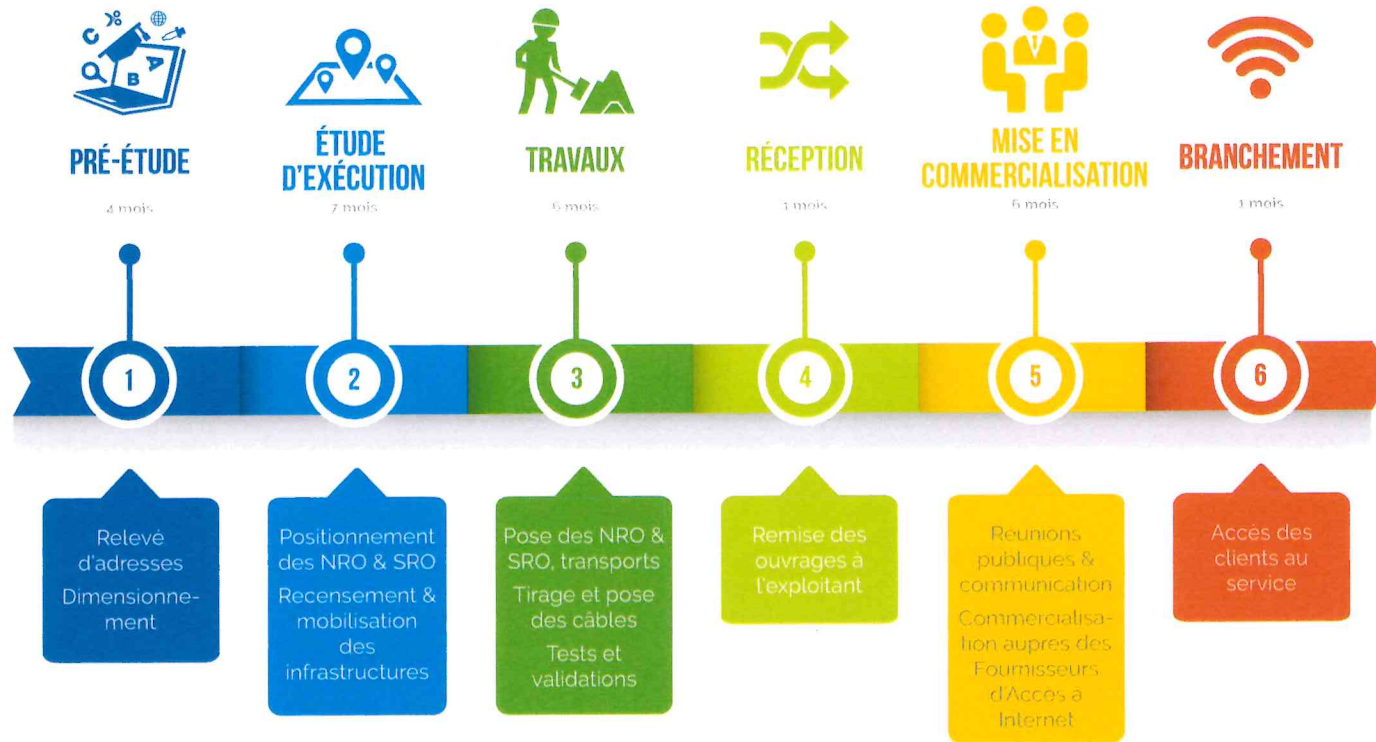 PRÉ-ÉTUDE
4 mois
ÉTUDE
D'EXÉCUTION
7 mois
TRAVAUX
6 mois
RÉCEPTION
1 mois
MISE EN
COMMERCIALISATION
6 mois
BRANCHEMENT
1 mois
1
2
3
4
5
6
Relevé
d'adresses
Dimensionne-
ment
Positionnement
des NRO & SRO
Recensement &
mobilisation
des
infrastructures
Pose des NRO &
SRO, transports
Tirage et pose
des câbles
Tests et
validations
Remise des
ouvrages à
l'exploitant
Réunions
publiques &
communication
Commercialisa-
tion auprès des
Fournisseurs
d'Accès à
Internet
Accès des
clients au
service